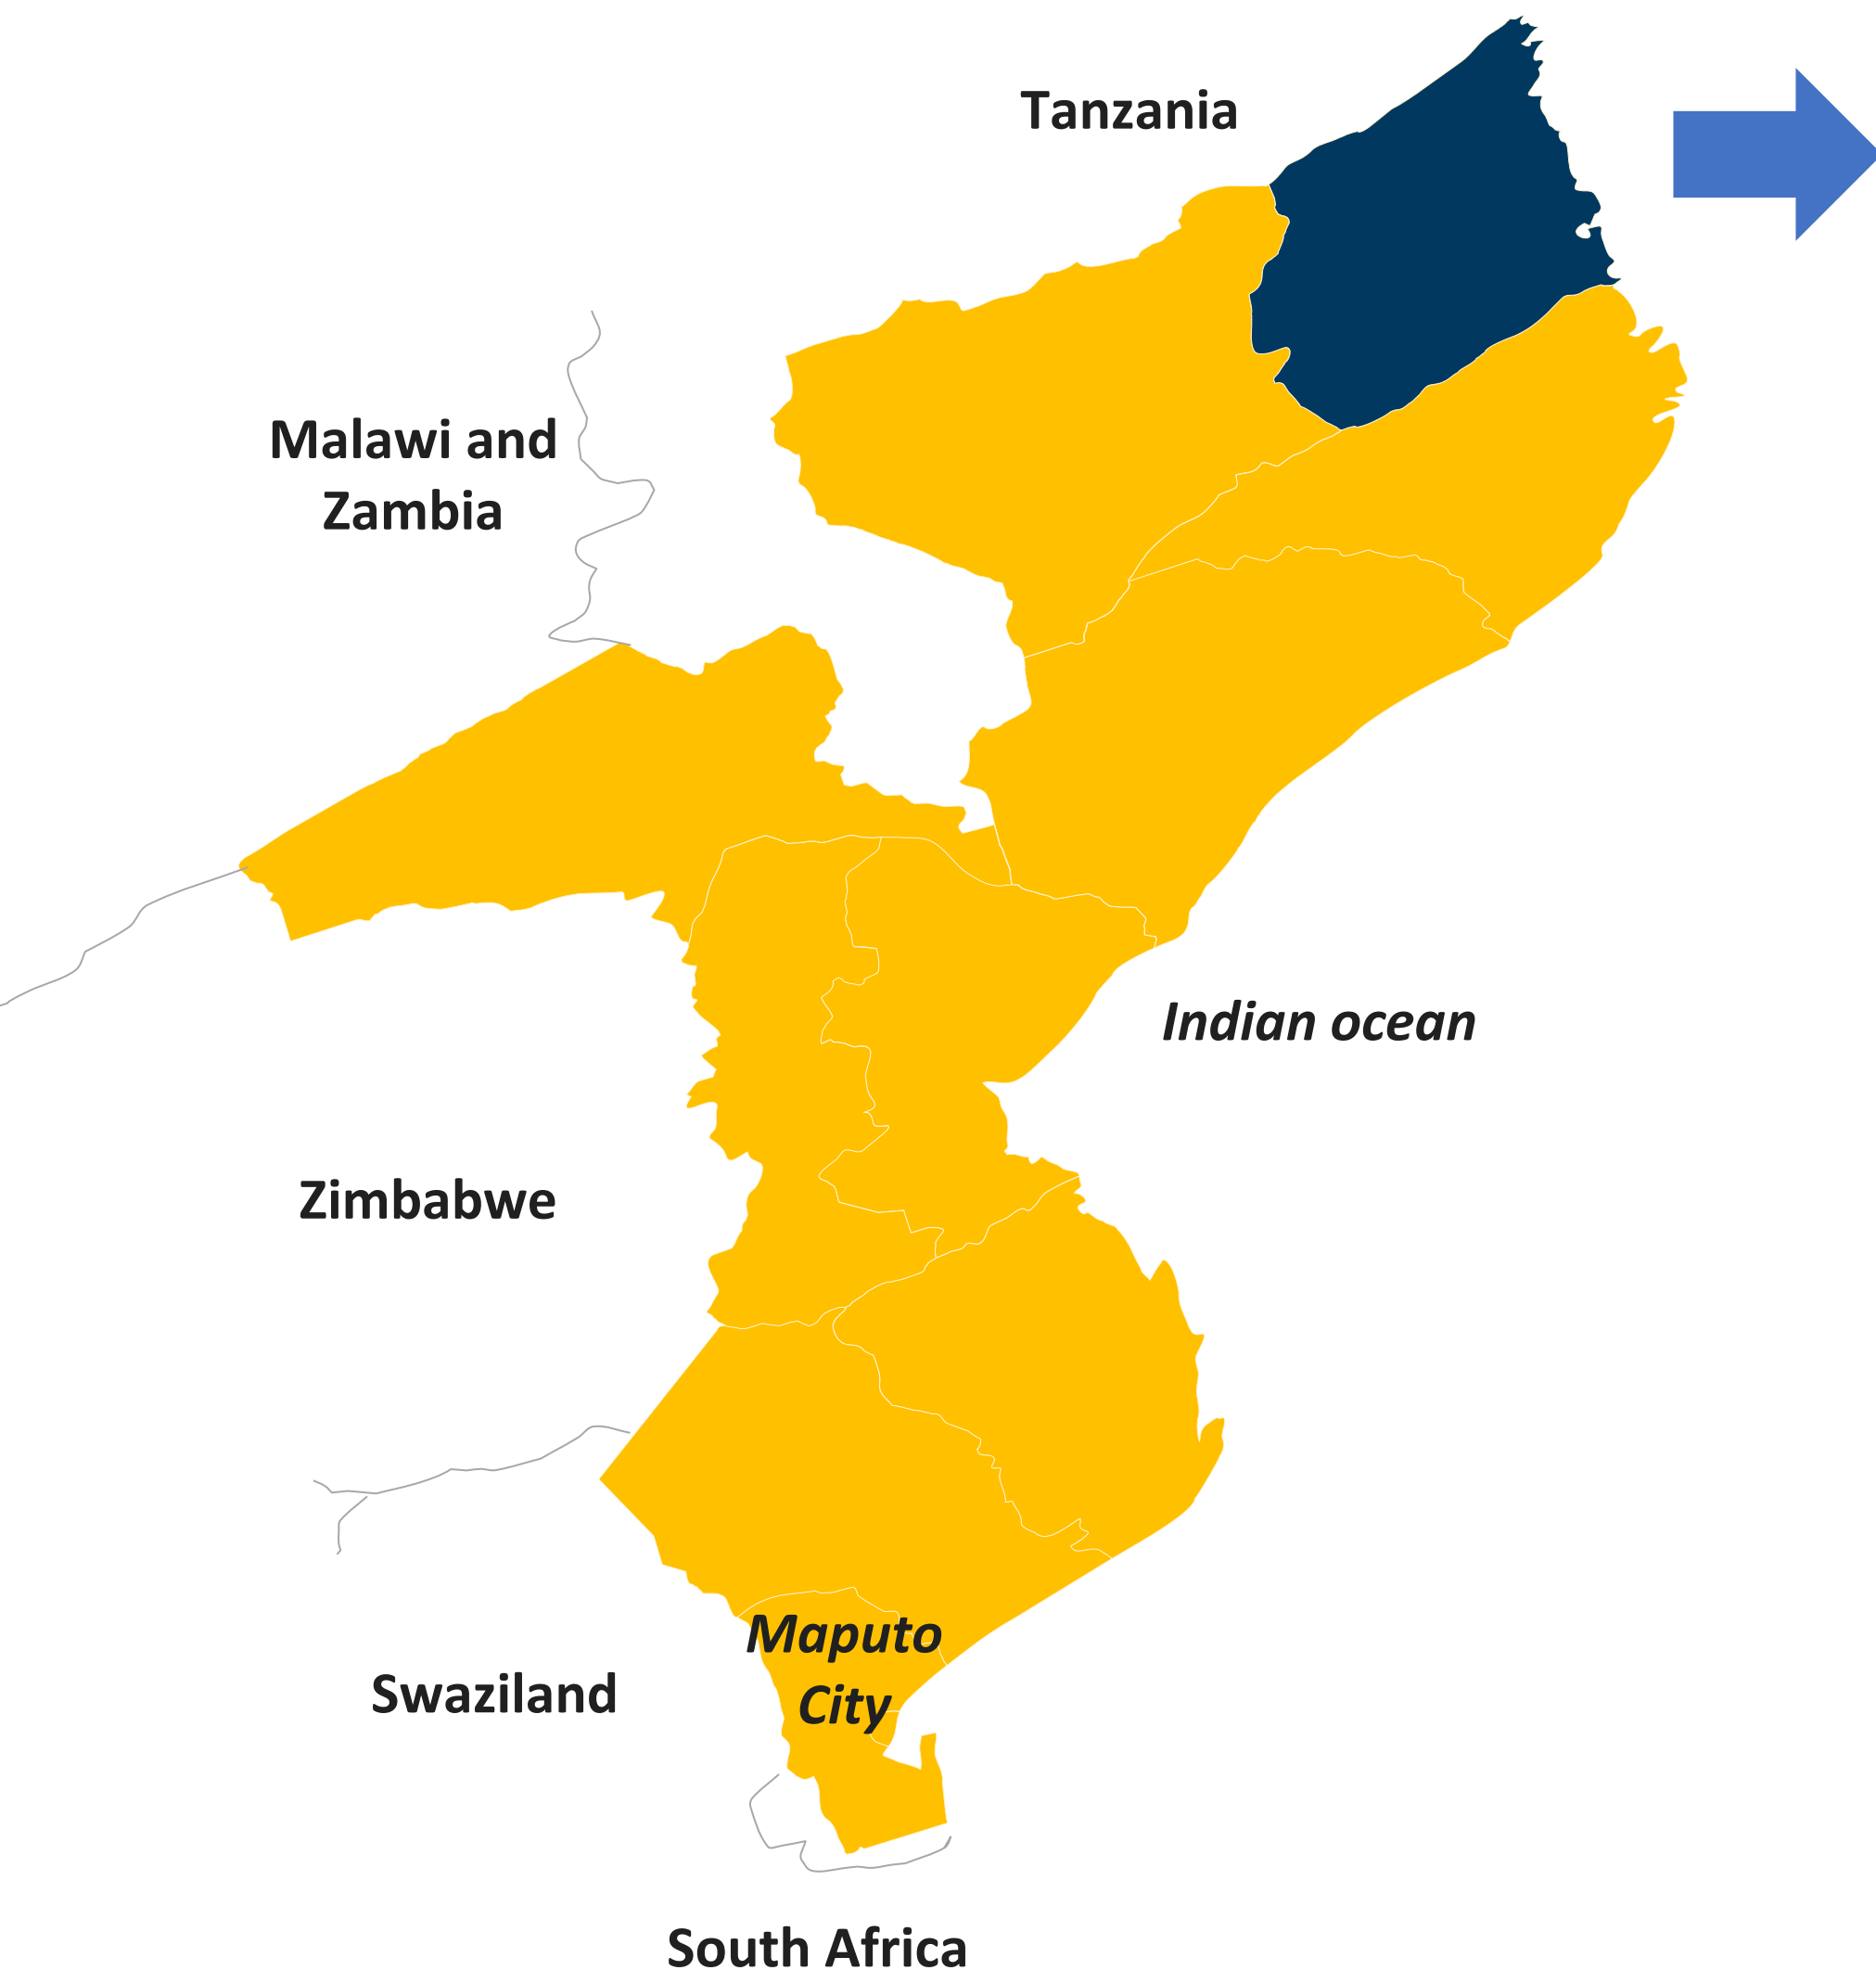 Tanzania
Malawi and
Zambia
Indian ocean
Zimbabwe
Maputo
City
Swaziland
South Africa